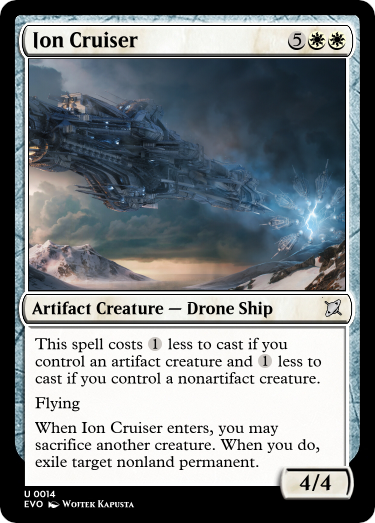 Ion Cruiser 5
Artifact Creature — Drone Ship
This spell costs 1 less to cast if you
control an artifact creature and 1 less to
cast if you control a nonartifact creature.
Flying
When Ion Cruiser enters, you may
sacrifice another creature. When you do,
exile target nonland permanent.
4/4
U 0014
EVO Wojtek Kapusta